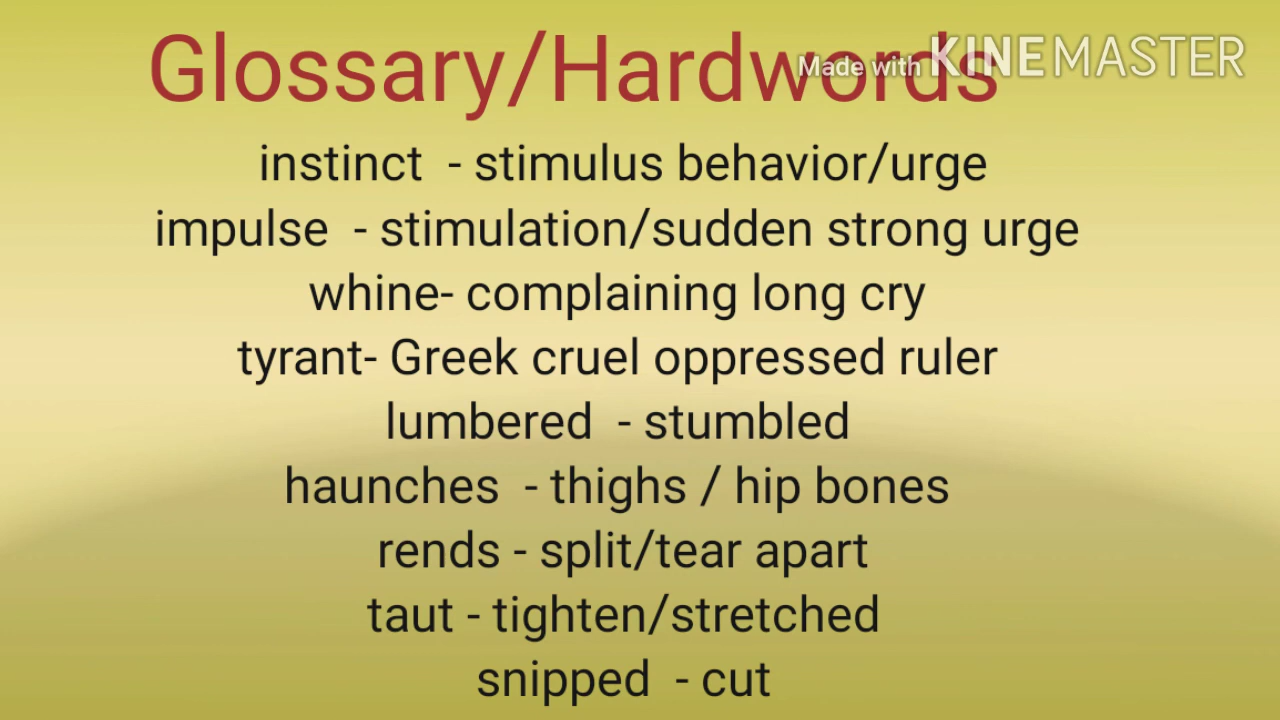 Glossary/Hardwords
Made with KINEMASTER
instinct - stimulus behavior/urge
impulse - stimulation/sudden strong urge
whine- complaining long cry
tyrant- Greek cruel oppressed ruler
lumbered - stumbled
haunches - thighs / hip bones
rends - split/tear apart
taut - tighten/stretched
snipped - cut